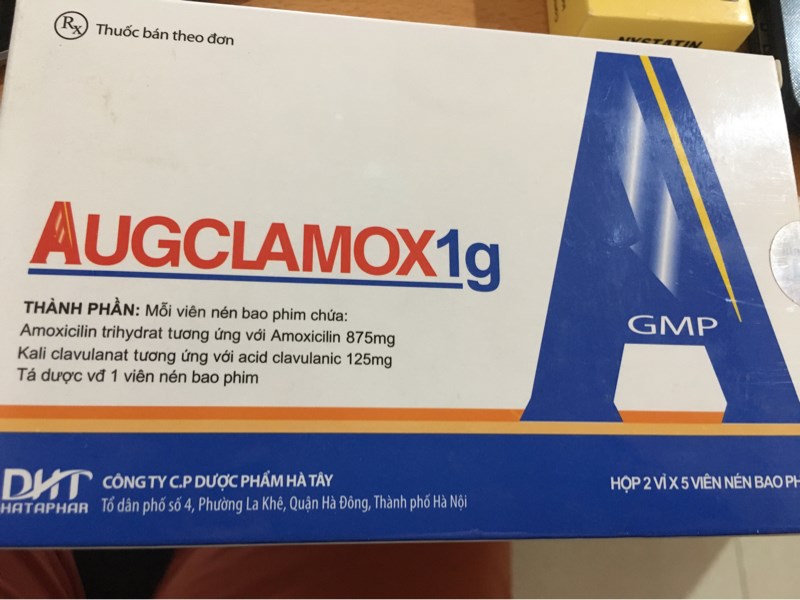 Rx Thuốc bán theo đơn
NYSTATIN
AUGCLAMOX1g
THÀNH PHẦN: Mỗi viên nén bao phim chứa:
Amoxicilin trihydrat tương ứng với Amoxicilin 875mg
Kali clavulanat tương ứng với acid clavulanic 125mg
Tá dược vđ 1 viên nén bao phim
GMP
DHT
HATAPHAR
CÔNG TY C.P DƯỢC PHẨM HÀ TÂY
Tổ dân phố số 4, Phường La Khê, Quận Hà Đông, Thành phố Hà Nội
HỘP 2 VỈ X 5 VIÊN NÉN BAO PH